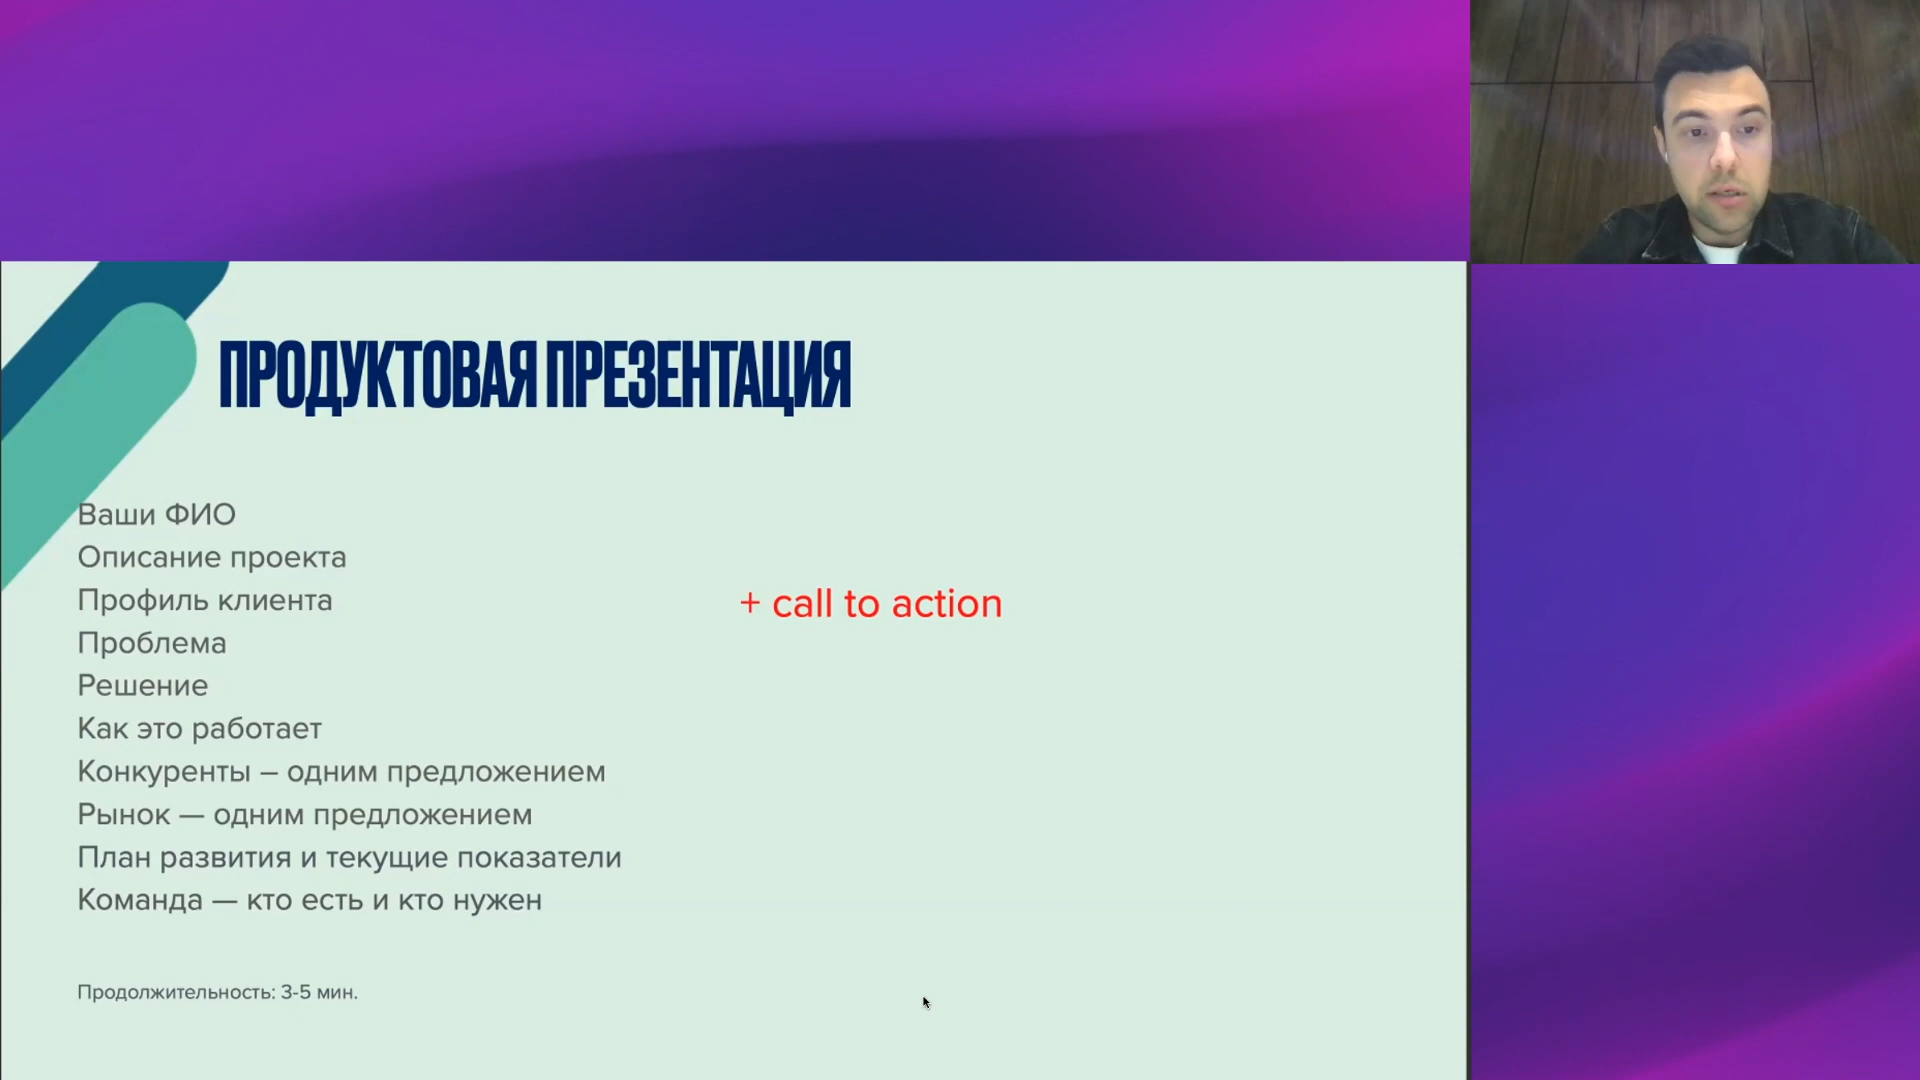 ПРОДУКТОВАЯ ПРЕЗЕНТАЦИЯ
Ваши ФИО
Описание проекта
Профиль клиента
Проблема
Решение
Как это работает
Конкуренты – одним предложением
Рынок — одним предложением
План развития и текущие показатели
Команда — кто есть и кто нужен
+ call to action
Продолжительность: 3-5 мин.